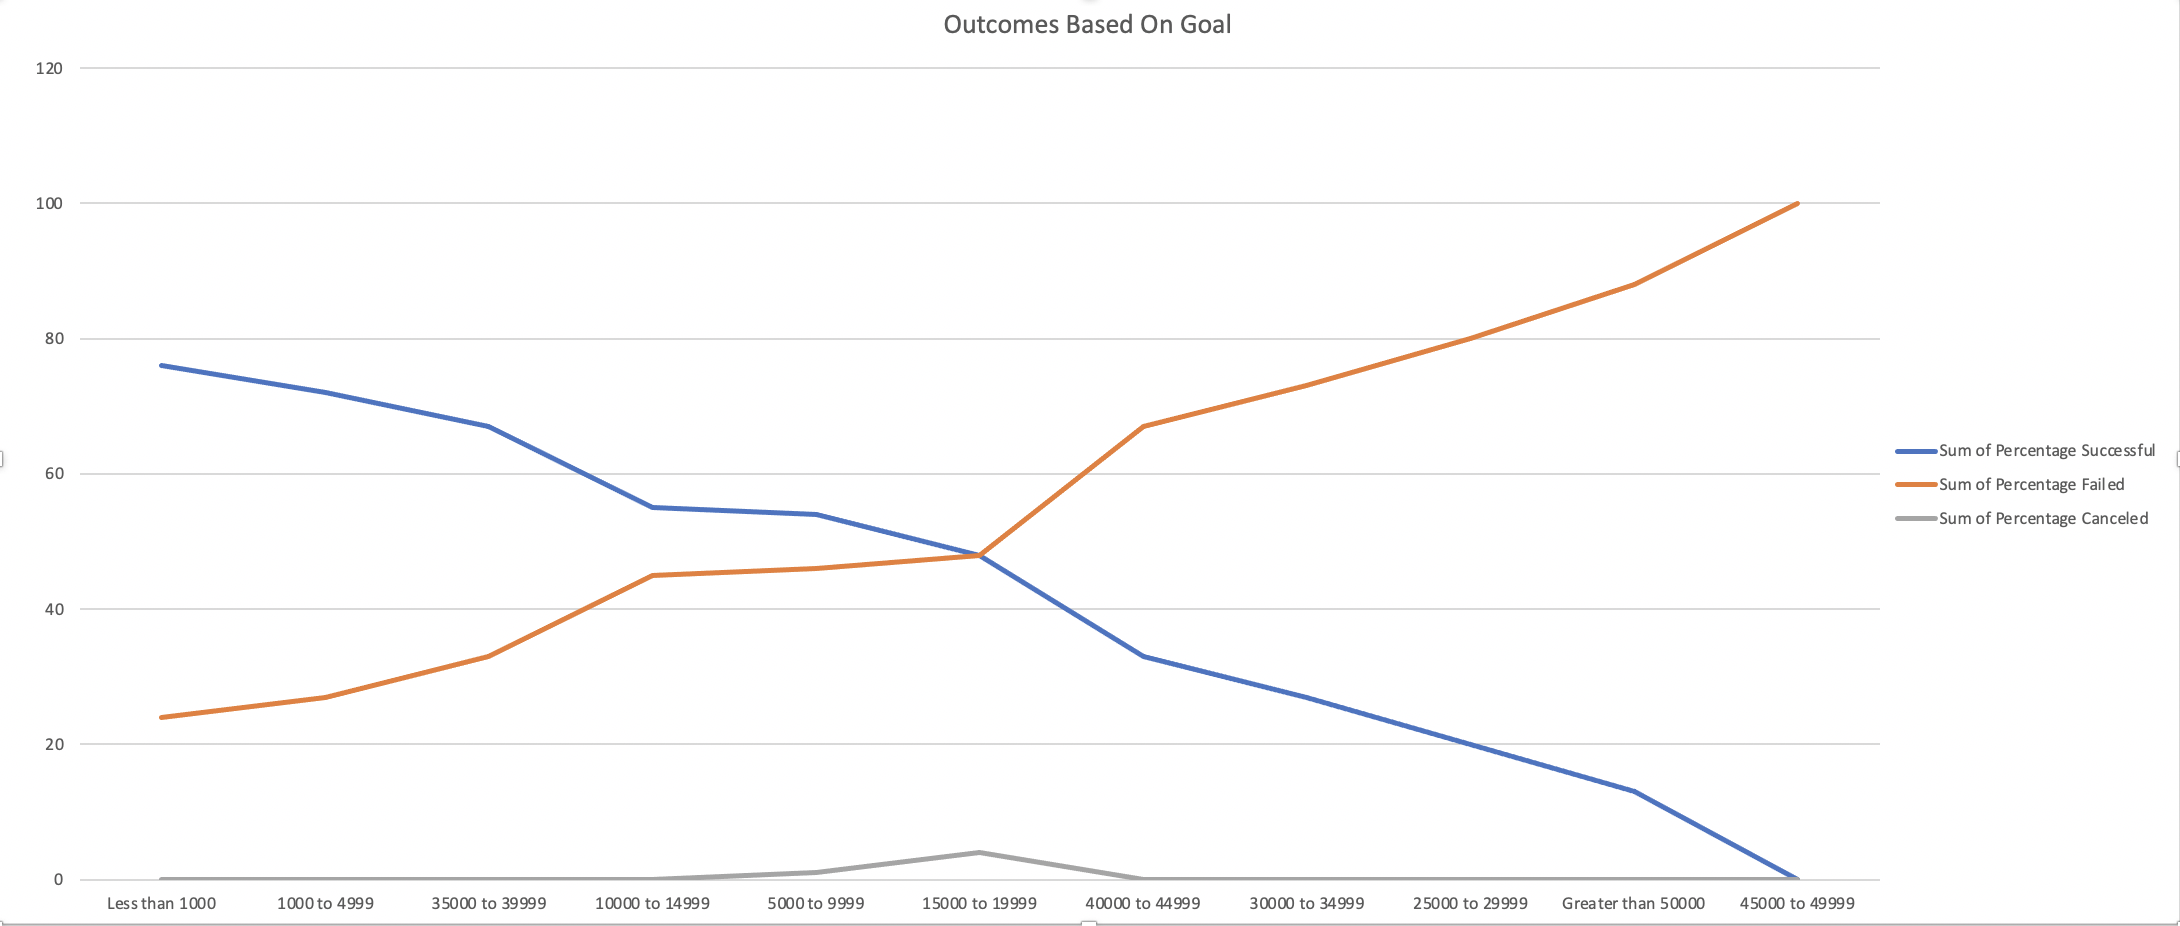 Outcomes Based On Goal
120
100
80
60
40
20
0
Less than 1000 1000 to 4999 35000 to 39999 10000 to 14999 5000 to 9999 15000 to 19999 40000 to 44999 30000 to 34999 25000 to 29999 Greater than 50000 45000 to 49999
Sum of Percentage Successful
Sum of Percentage Failed
Sum of Percentage Canceled